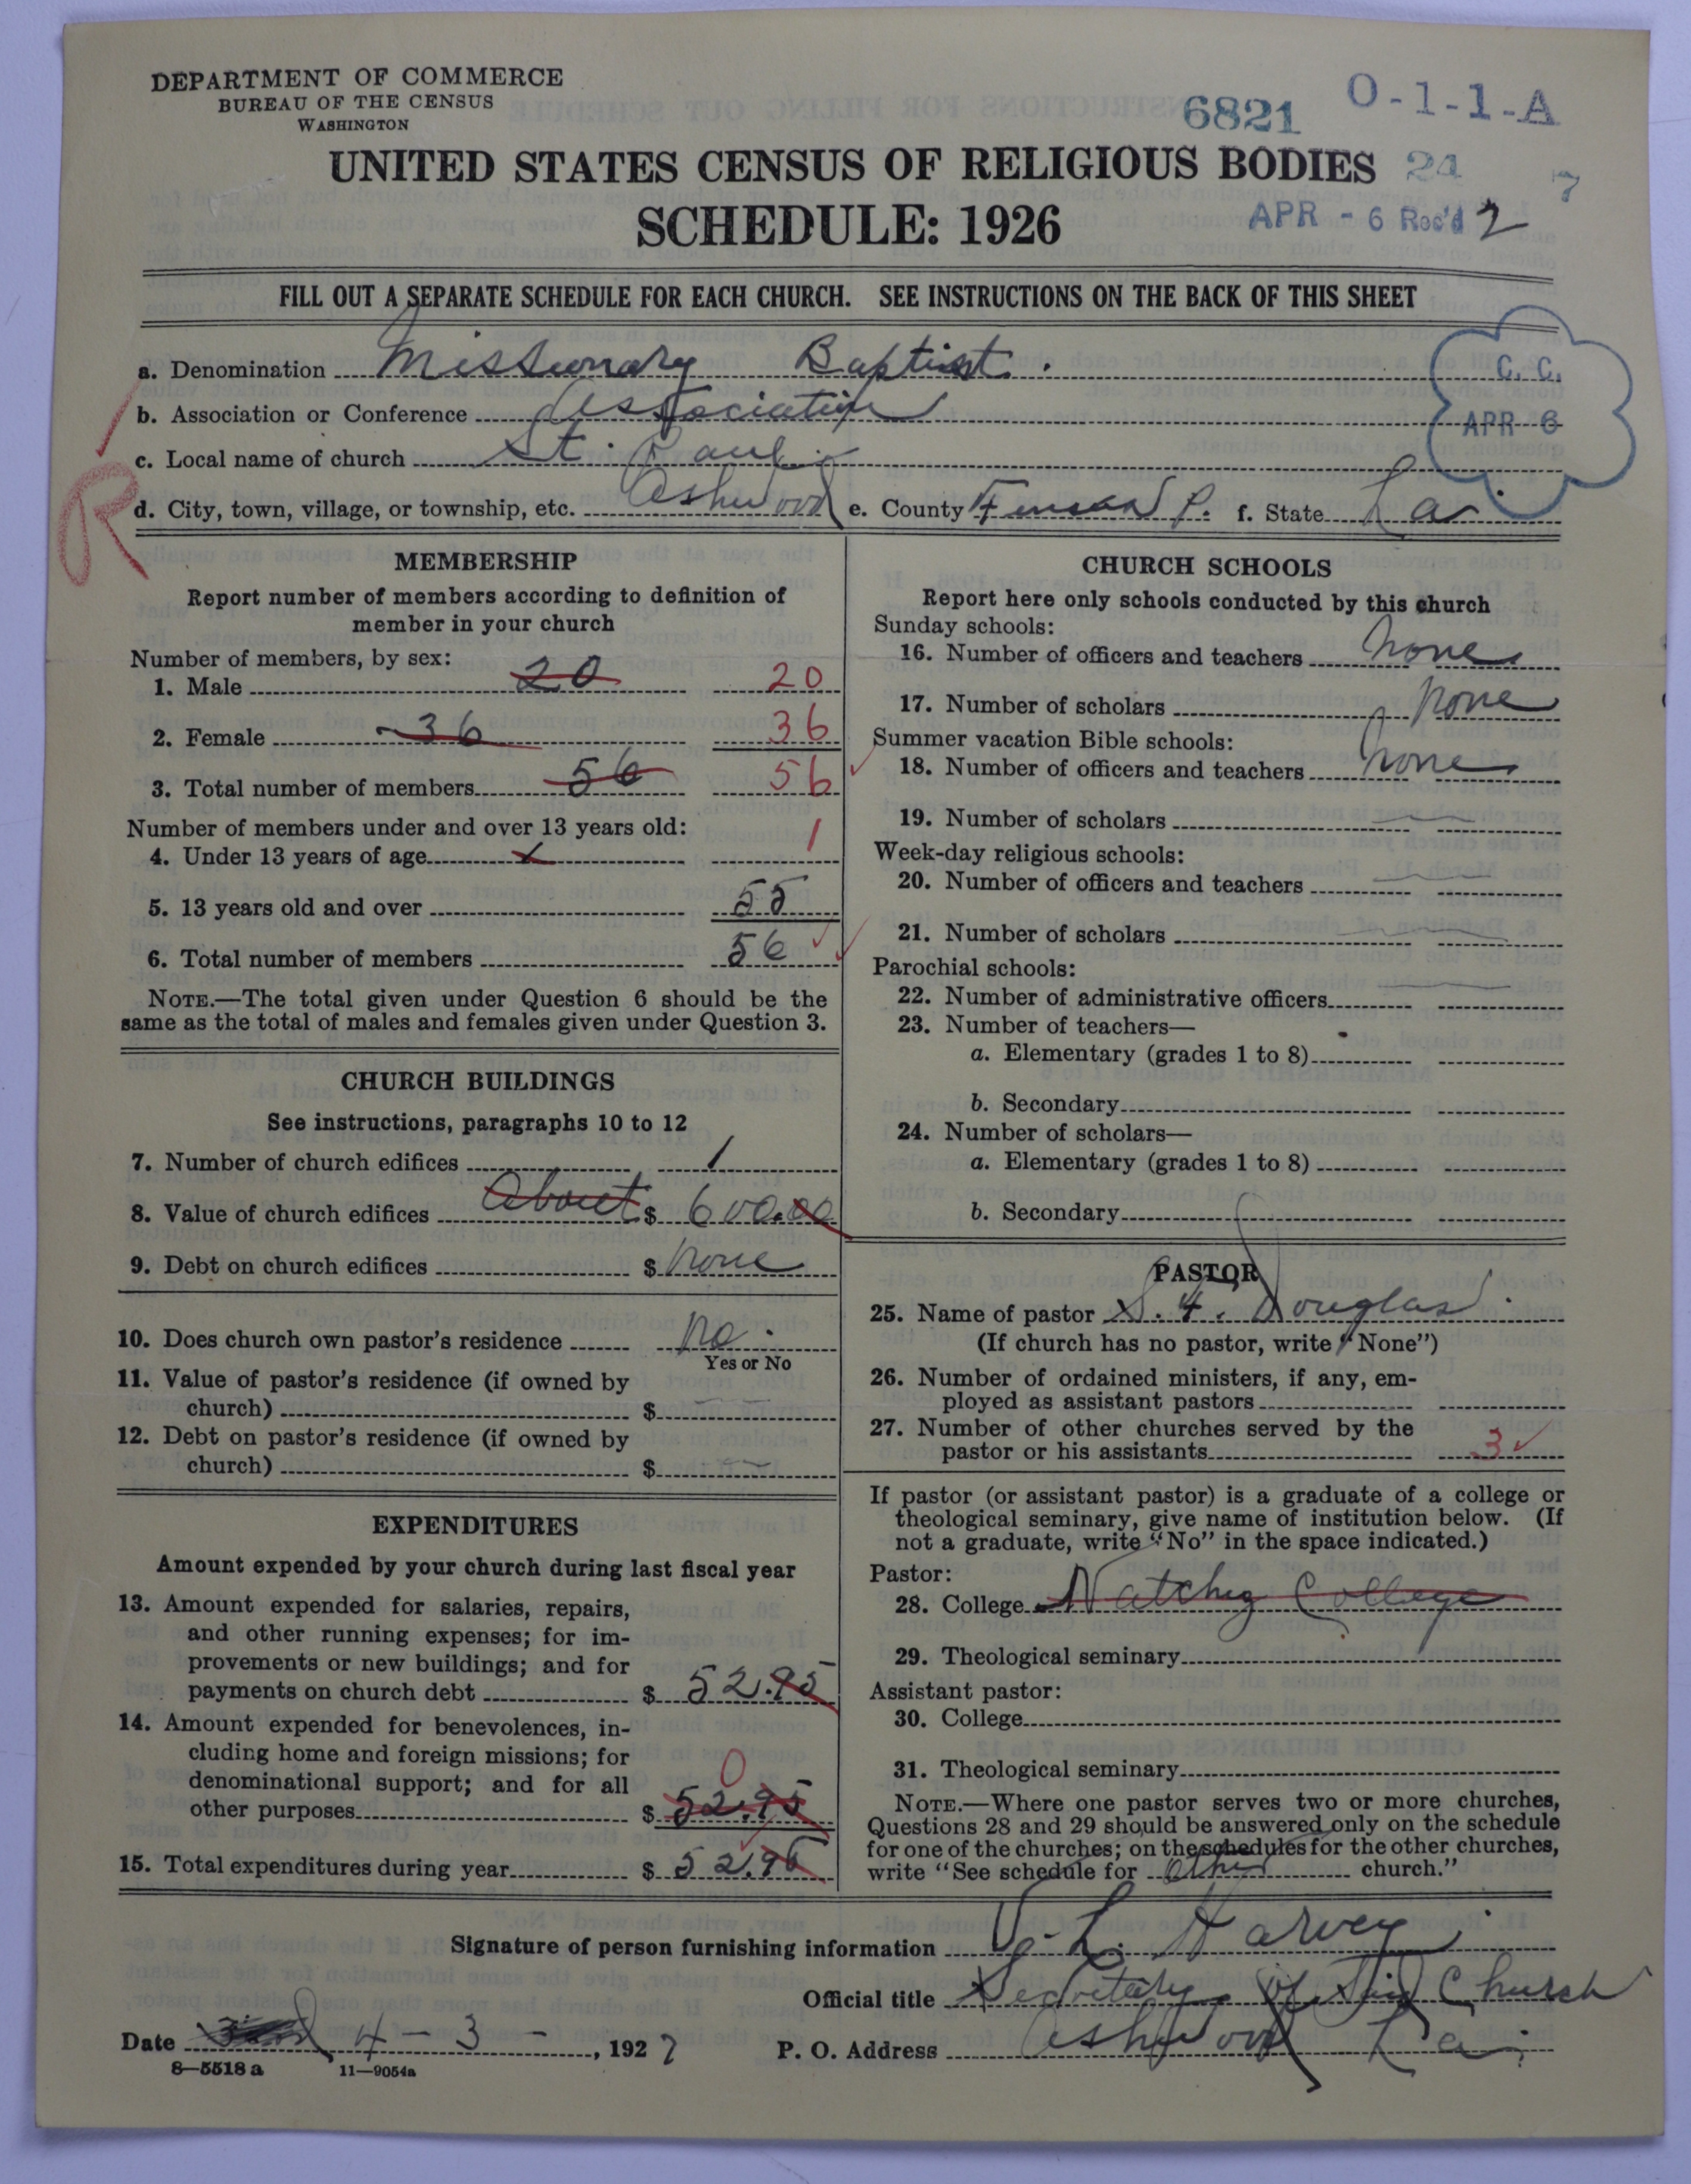 DEPARTMENT OF COMMERCE
BUREAU OF THE CENSUS
WASHINGTON
6821 O-1-1-A
UNITED STATES CENSUS OF RELIGIOUS BODIES 24 7
SCHEDULE: 1926 APR - 6 Rec'd 2
FILL OUT A SEPARATE SCHEDULE FOR EACH CHURCH. SEE INSTRUCTIONS ON THE BACK OF THIS SHEET
a. Denomination Missionary Baptist.
C. C.
APR 6
b. Association or Conference Association
c. Local name of church St. Paul
R
d. City, town, village, or township, etc. Ashwood e. County Tensas P. f. State La
MEMBERSHIP
Report number of members according to definition of
member in your church
Number of members, by sex:
1. Male 20 20
2. Female 36 36
3. Total number of members 56 56
Number of members under and over 13 years old:
4. Under 13 years of age 1
5. 13 years old and over 55
6. Total number of members 56
NOTE.—The total given under Question 6 should be the
same as the total of males and females given under Question 3.
CHURCH BUILDINGS
See instructions, paragraphs 10 to 12
7. Number of church edifices 1
8. Value of church edifices About $ 600.00
9. Debt on church edifices $ none
10. Does church own pastor's residence no.
Yes or No
11. Value of pastor's residence (if owned by
church) $
12. Debt on pastor's residence (if owned by
church) $
EXPENDITURES
Amount expended by your church during last fiscal year
13. Amount expended for salaries, repairs,
and other running expenses; for im-
provements or new buildings; and for
payments on church debt $ 52.95
14. Amount expended for benevolences, in-
cluding home and foreign missions; for
denominational support; and for all 0
other purposes $ 52.95
15. Total expenditures during year $ 52.95
CHURCH SCHOOLS
Report here only schools conducted by this church
Sunday schools:
16. Number of officers and teachers none
17. Number of scholars none
Summer vacation Bible schools:
18. Number of officers and teachers none
19. Number of scholars
Week-day religious schools:
20. Number of officers and teachers
21. Number of scholars
Parochial schools:
22. Number of administrative officers
23. Number of teachers—
a. Elementary (grades 1 to 8)
b. Secondary
24. Number of scholars—
a. Elementary (grades 1 to 8)
b. Secondary
PASTOR
25. Name of pastor S. 4. Douglas.
(If church has no pastor, write "None")
26. Number of ordained ministers, if any, em-
ployed as assistant pastors
27. Number of other churches served by the
pastor or his assistants 3
If pastor (or assistant pastor) is a graduate of a college or
theological seminary, give name of institution below. (If
not a graduate, write "No" in the space indicated.)
Pastor:
28. College Natchez College
29. Theological seminary
Assistant pastor:
30. College
31. Theological seminary
NOTE.—Where one pastor serves two or more churches,
Questions 28 and 29 should be answered only on the schedule
for one of the churches; on the schedules for the other churches,
write "See schedule for other church."
Signature of person furnishing information L. Harvey
Official title Secretary of Said Church
Date 4-3-, 1927 P. O. Address Ashwood La.
8—5518 a 11—9054a